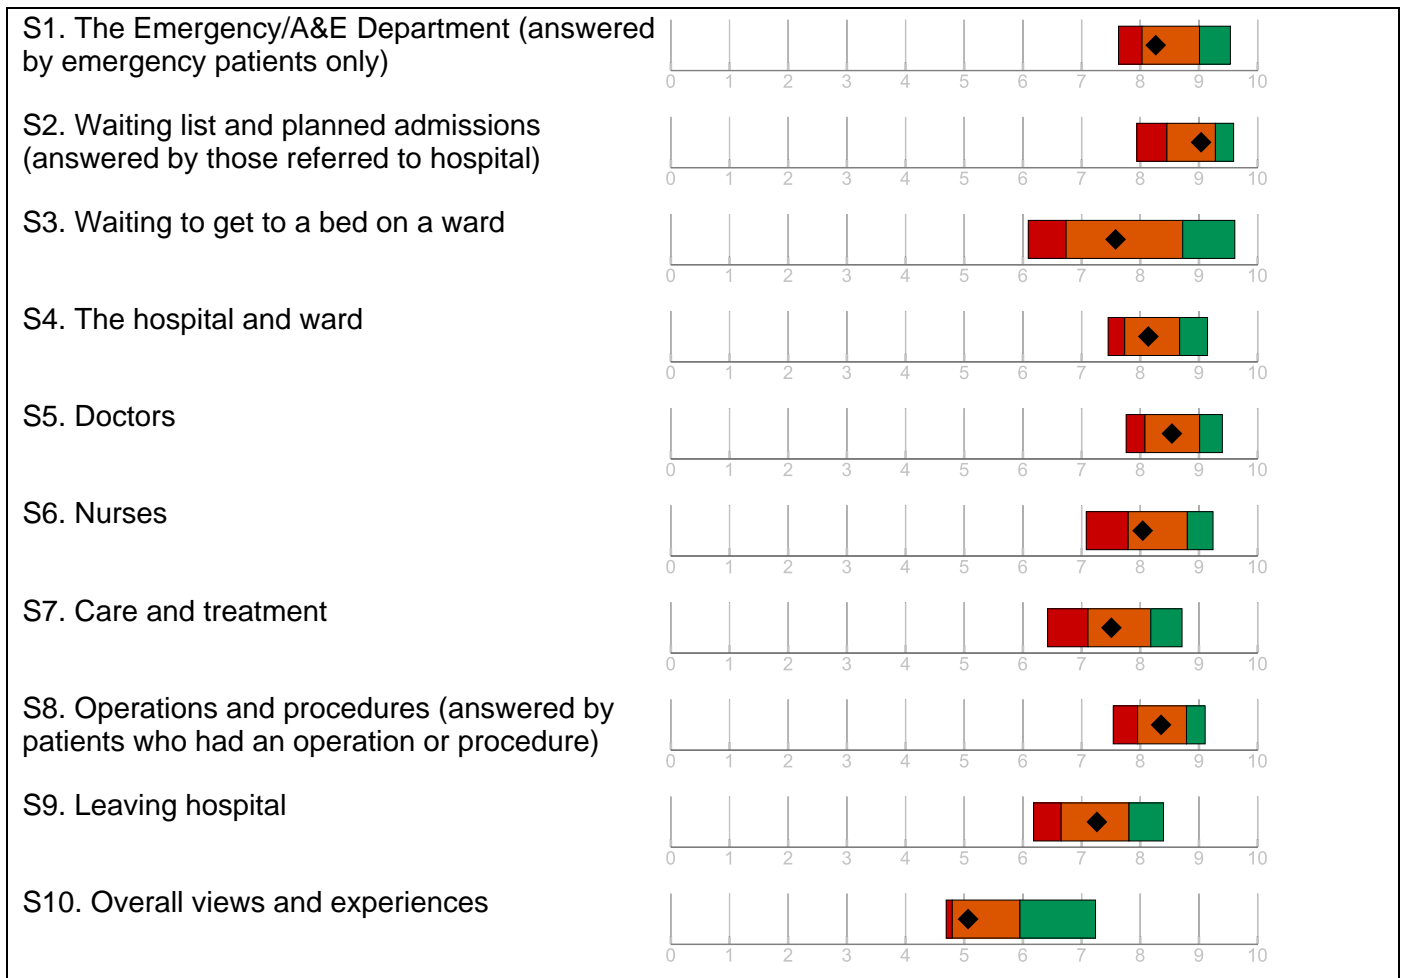 S1. The Emergency/A&E Department (answered
by emergency patients only)
0 1 2 3 4 5 6 7 8 9 10
S2. Waiting list and planned admissions
(answered by those referred to hospital)
0 1 2 3 4 5 6 7 8 9 10
S3. Waiting to get to a bed on a ward
0 1 2 3 4 5 6 7 8 9 10
S4. The hospital and ward
0 1 2 3 4 5 6 7 8 9 10
S5. Doctors
0 1 2 3 4 5 6 7 8 9 10
S6. Nurses
0 1 2 3 4 5 6 7 8 9 10
S7. Care and treatment
0 1 2 3 4 5 6 7 8 9 10
S8. Operations and procedures (answered by
patients who had an operation or procedure)
0 1 2 3 4 5 6 7 8 9 10
S9. Leaving hospital
0 1 2 3 4 5 6 7 8 9 10
S10. Overall views and experiences
0 1 2 3 4 5 6 7 8 9 10